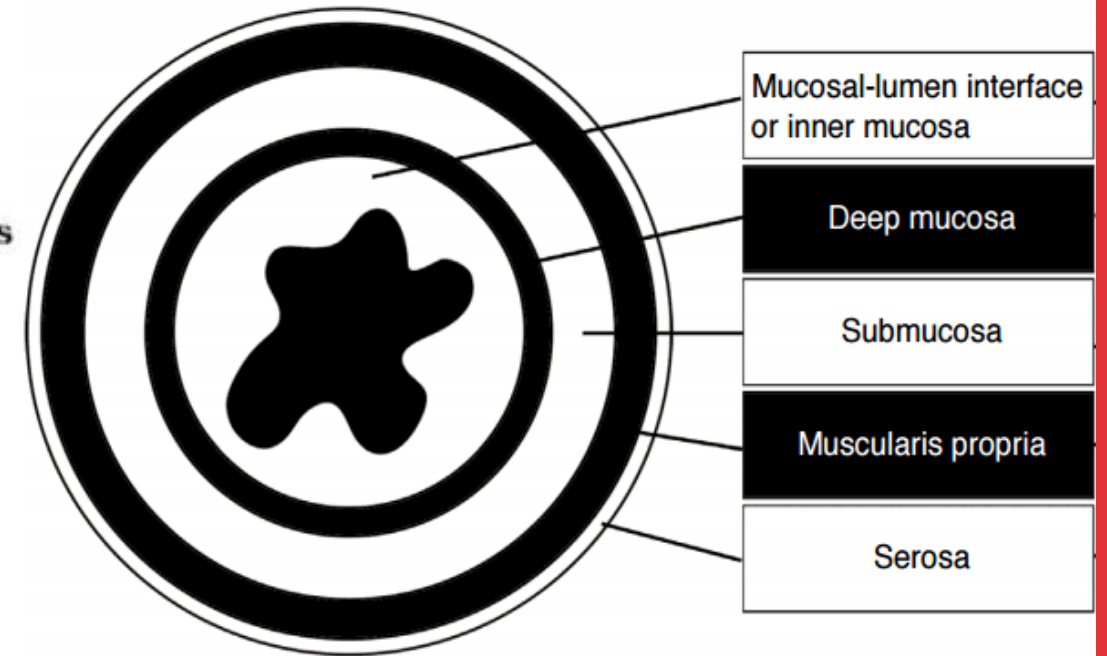 s
Mucosal-lumen interface
or inner mucosa
Deep mucosa
Submucosa
Muscularis propria
Serosa